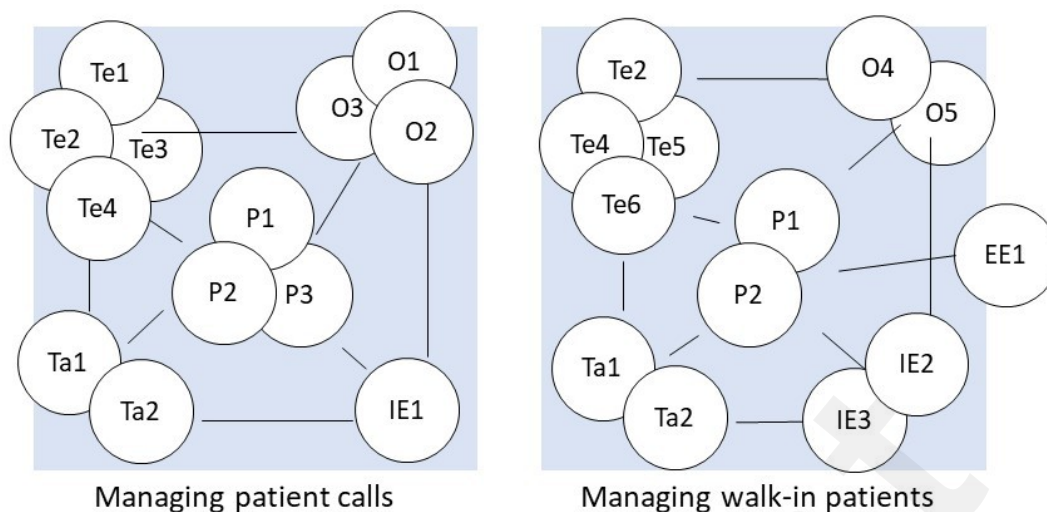 Te1
O1
Te2
O4
O3
Te2
Te3
O2
O5
Te4
Te5
Te4
Te6
P1
P1
EE1
P2
P3
P2
Ta1
Ta1
IE2
Ta2
IE1
Ta2
IE3
Managing patient calls
Managing walk-in patients
t